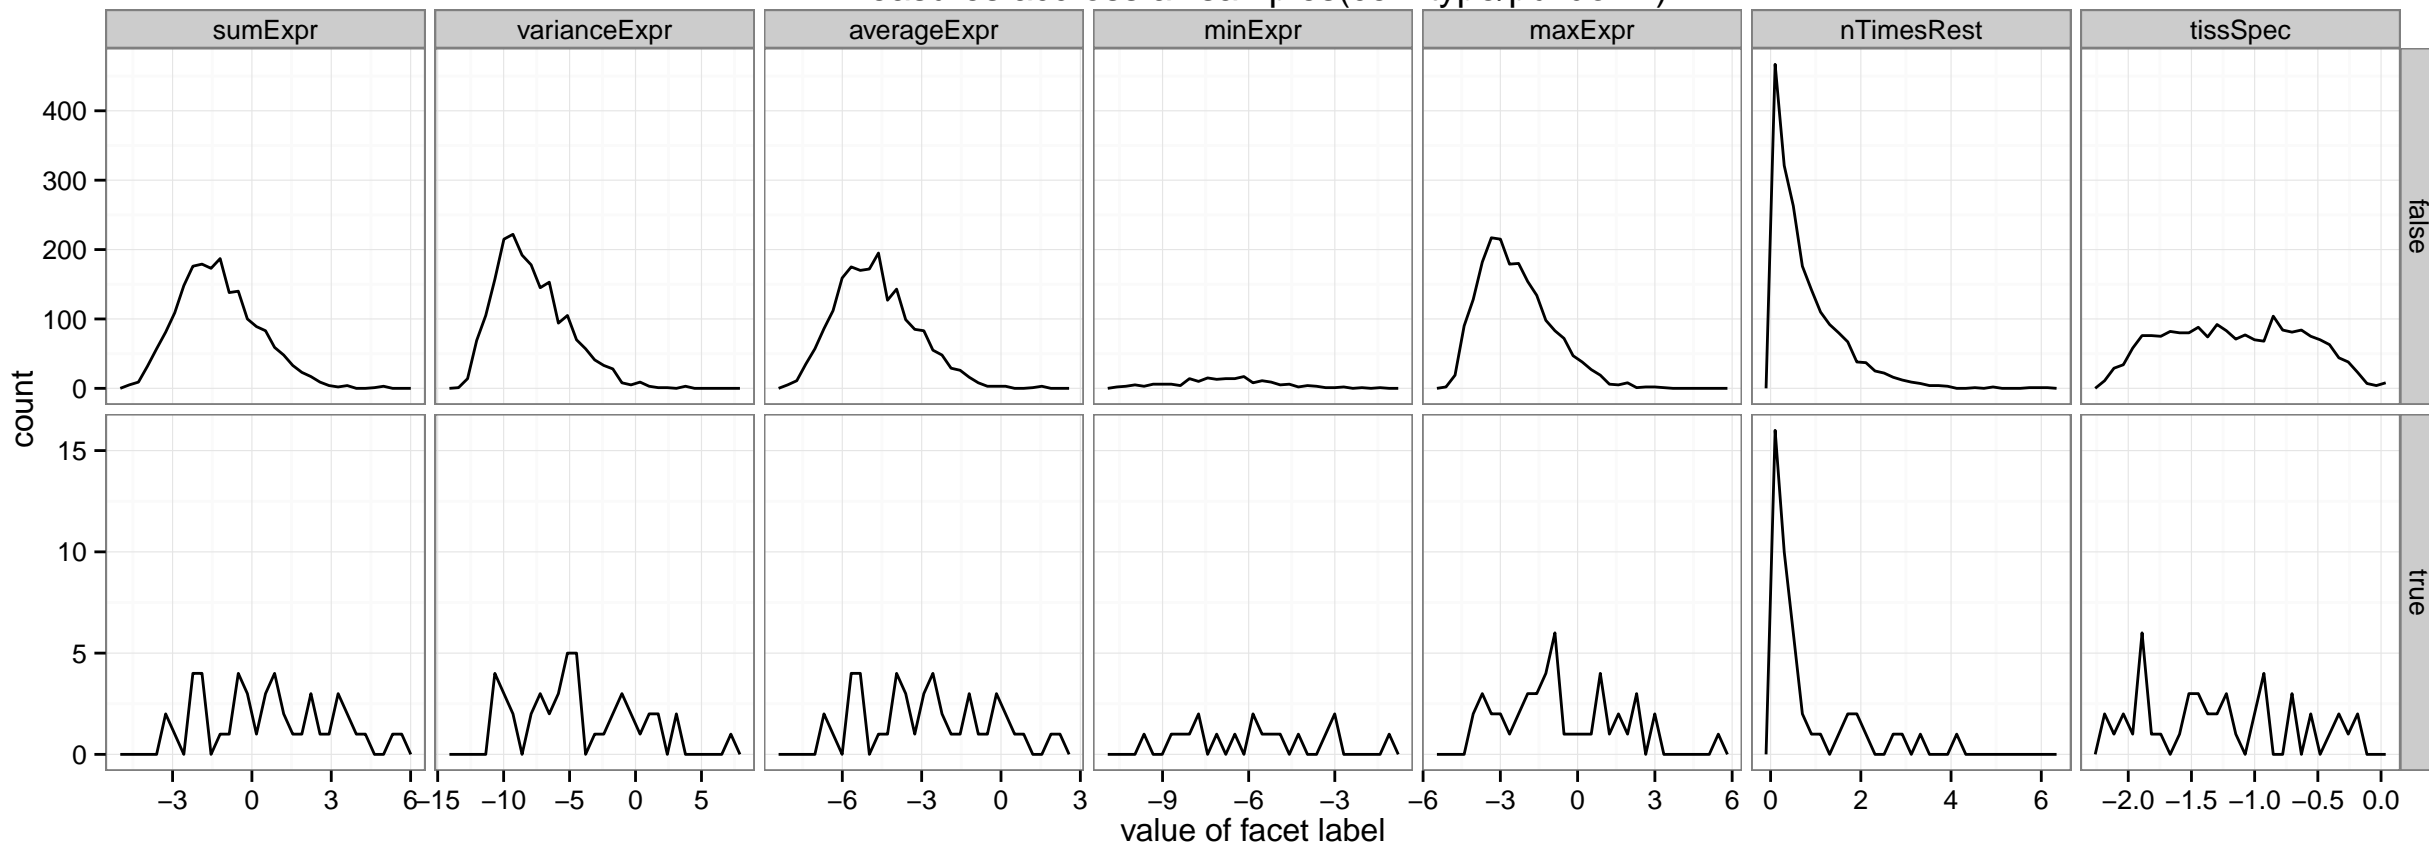 sumExpr varianceExpr averageExpr minExpr maxExpr nTimesRest tissSpec
400
300
200
100
0
false
15
10
5
0
true
count
−3 0 3 6 −15 −10 −5 0 5 −6 −3 0 3 −9 −6 −3 −6 −3 0 3 6 0 2 4 6 −2.0 −1.5 −1.0 −0.5 0.0
value of facet label